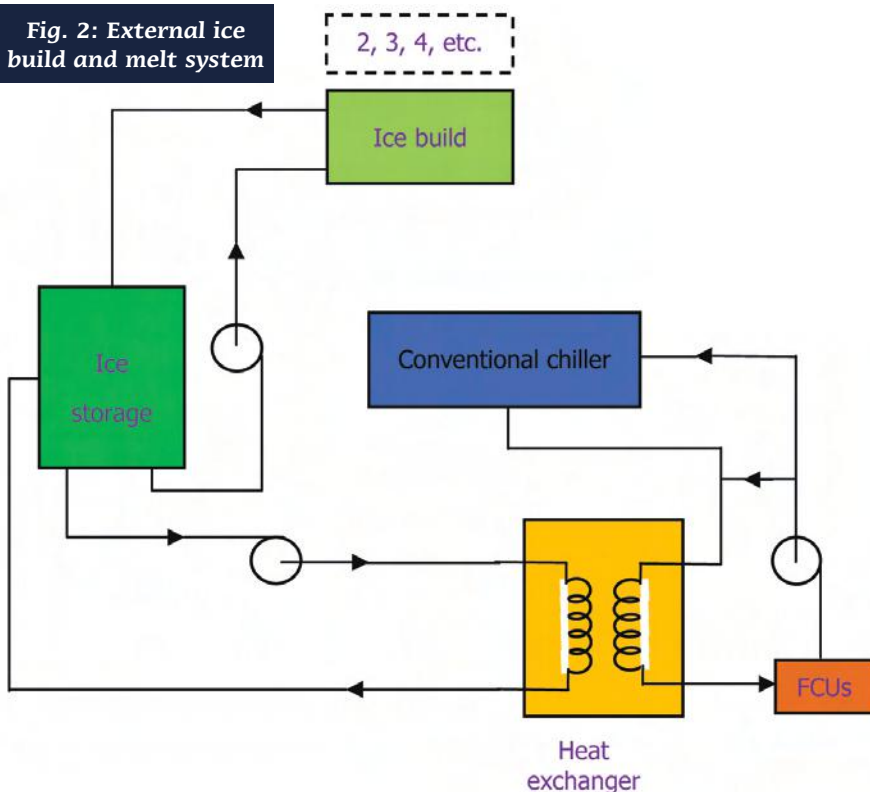 Fig. 2: External ice
build and melt system
2, 3, 4, etc.
Ice build
Ice
storage
Conventional chiller
FCUs
Heat
exchanger